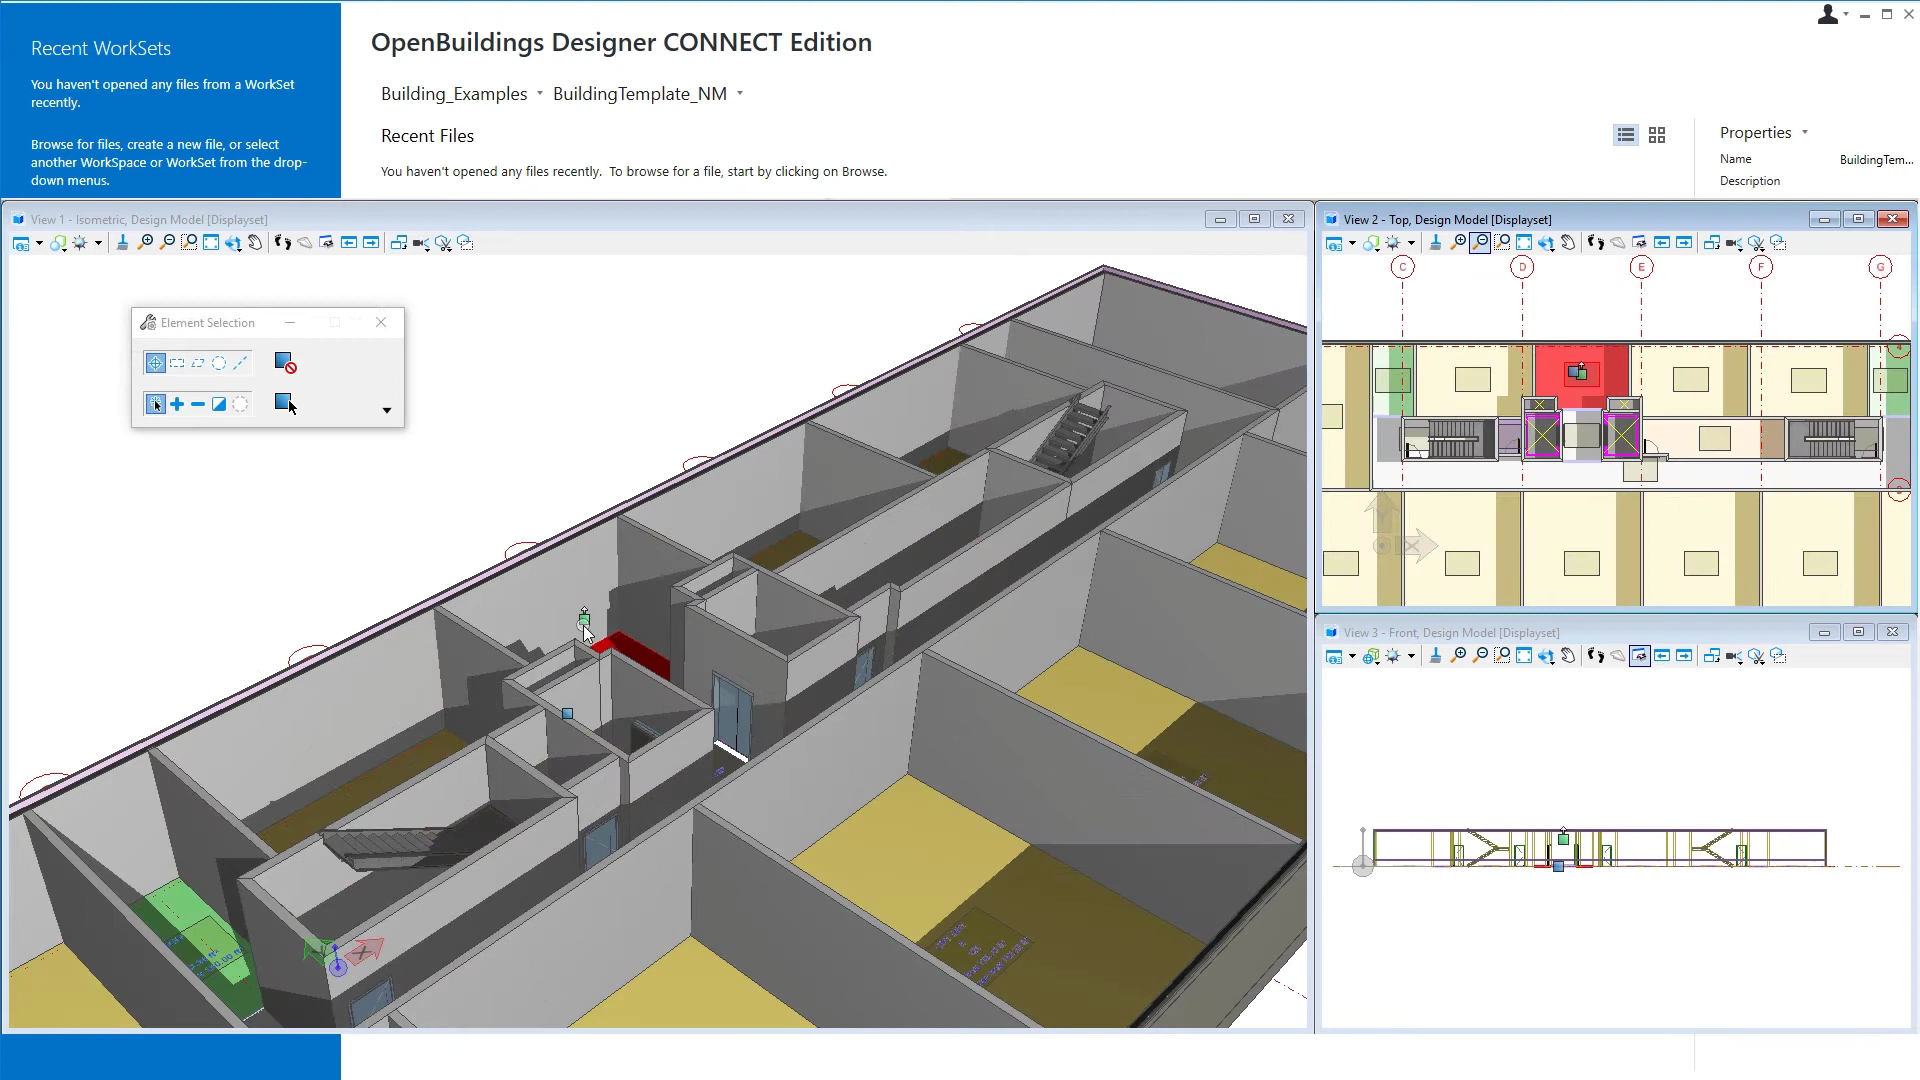 Recent WorkSets
You haven't opened any files from a WorkSet
recently.
Browse for files, create a new file, or select
another WorkSpace or WorkSet from the drop-
down menus.
OpenBuildings Designer CONNECT Edition
Building_Examples BuildingTemplate_NM
Recent Files
You haven't opened any files recently. To browse for a file, start by clicking on Browse.
Properties
Name BuildingTem...
Description
View 1 - Isometric, Design Model [Displayset]
Element Selection
View 2 - Top, Design Model [Displayset]
C D E F G
X
View 3 - Front, Design Model [Displayset]